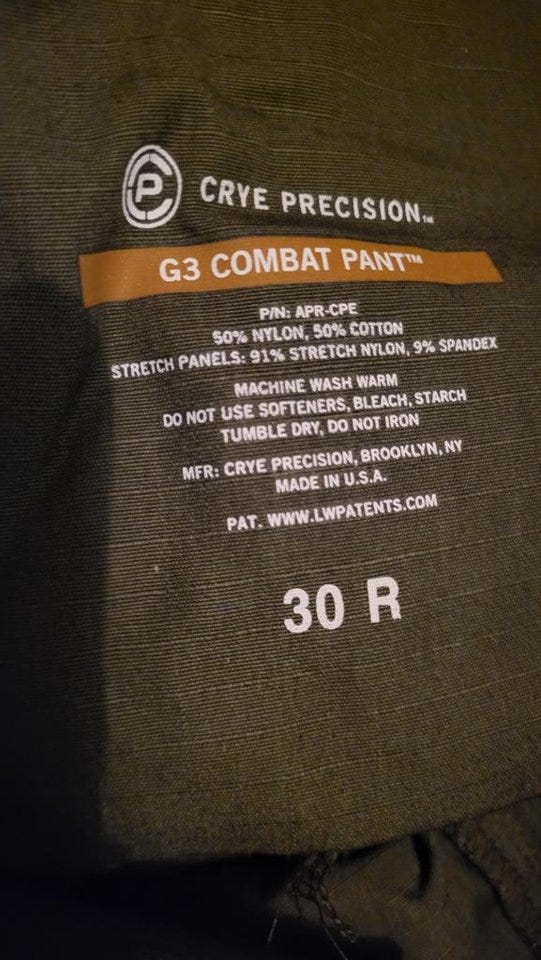 CP CRYE PRECISION™
G3 COMBAT PANT™
P/N: APR-CPE
50% NYLON, 50% COTTON
STRETCH PANELS: 91% STRETCH NYLON, 9% SPANDEX
MACHINE WASH WARM
DO NOT USE SOFTENERS, BLEACH, STARCH
TUMBLE DRY, DO NOT IRON
MFR: CRYE PRECISION, BROOKLYN, NY
MADE IN U.S.A.
PAT. WWW.LWPATENTS.COM
30 R